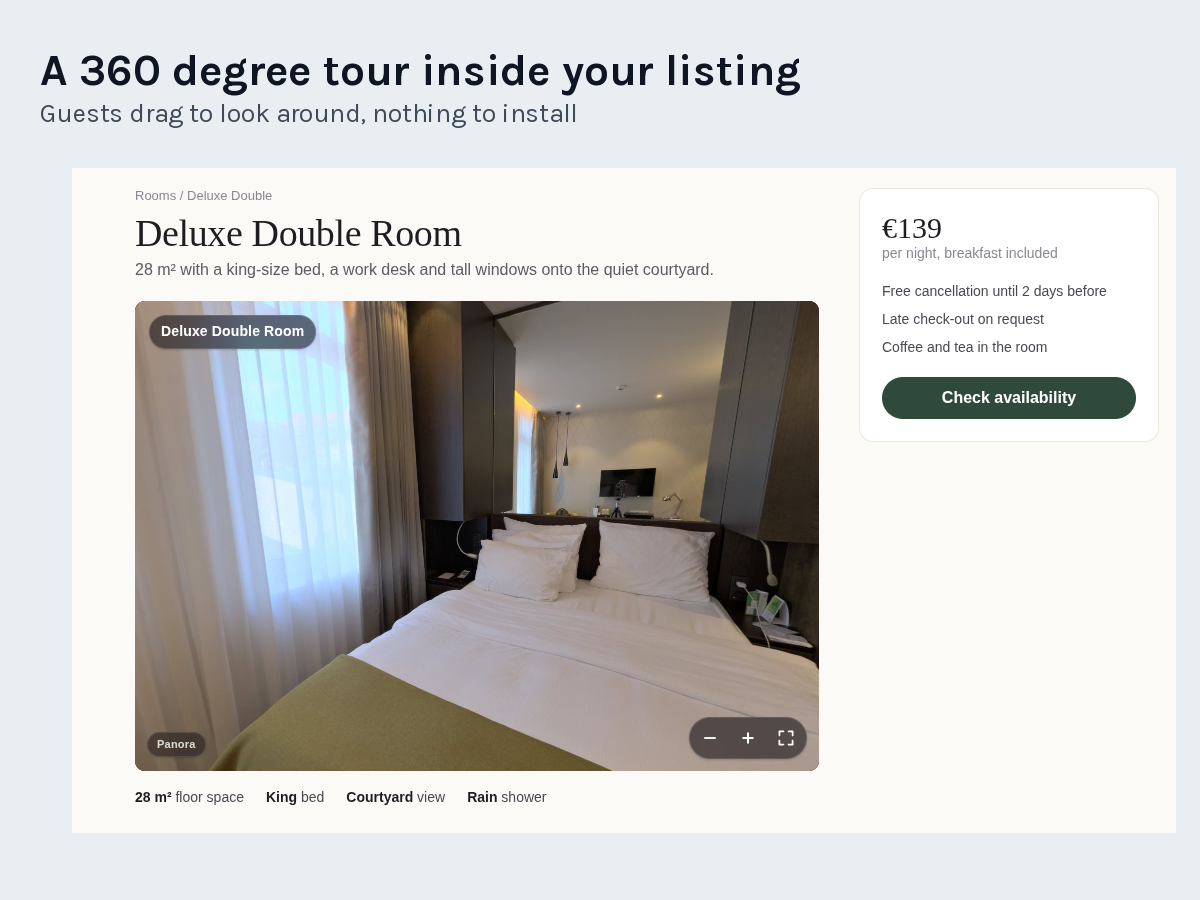 A 360 degree tour inside your listing
Guests drag to look around, nothing to install
Rooms / Deluxe Double
Deluxe Double Room
28 m² with a king-size bed, a work desk and tall windows onto the quiet courtyard.
Deluxe Double Room
Panora
28 m² floor space King bed Courtyard view Rain shower
€139
per night, breakfast included
Free cancellation until 2 days before
Late check-out on request
Coffee and tea in the room
Check availability